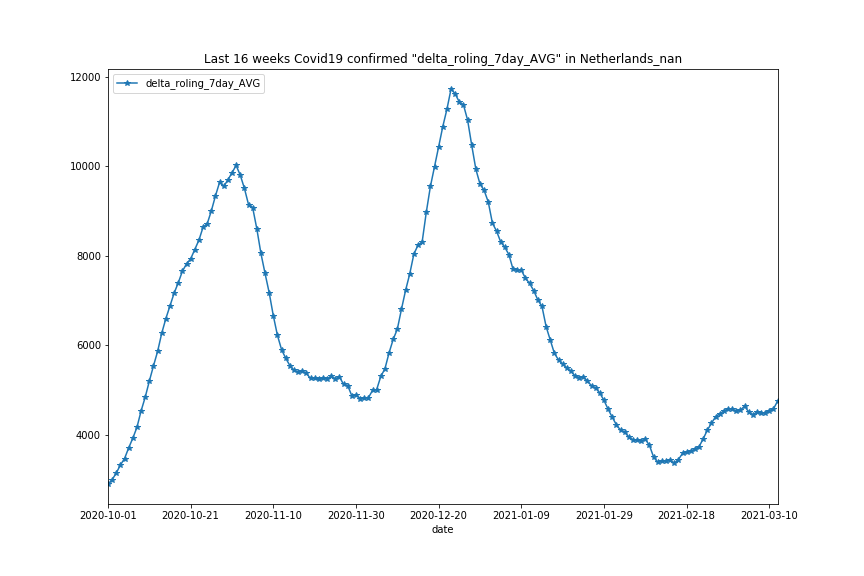 Last 16 weeks Covid19 confirmed "delta_roling_7day_AVG" in Netherlands_nan
delta_roling_7day_AVG
12000
10000
8000
6000
4000
2020-10-01 2020-10-21 2020-11-10 2020-11-30 2020-12-20 2021-01-09 2021-01-29 2021-02-18 2021-03-10
date